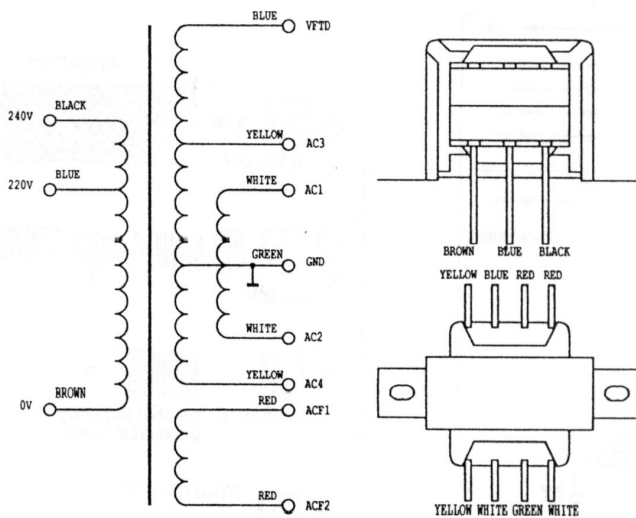 BLUE VFTD
240V BLACK
YELLOW AC3
220V BLUE
WHITE AC1
GREEN GND
WHITE AC2
YELLOW AC4
0V BROWN
RED ACF1
RED ACF2
BROWN BLUE BLACK
YELLOW BLUE RED RED
YELLOW WHITE GREEN WHITE